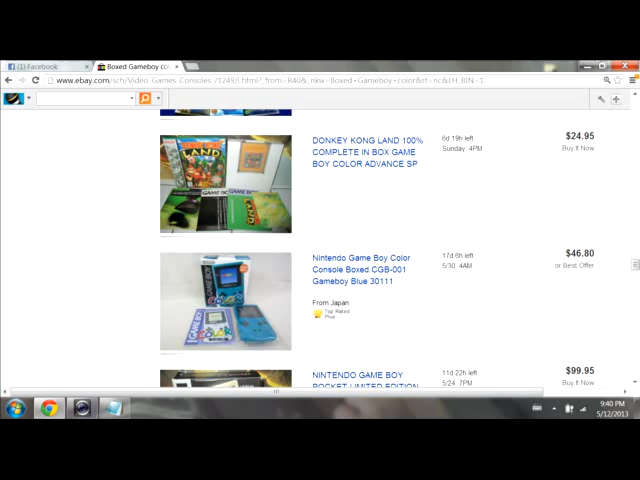 Facebook
Boxed Gameboy co
www.ebay.com/sch/Video Games Consoles /1249/i.html?_from - R40&_nkw - Boxed - Gameboy - color&rt - nc&LH_BIN - 1
DONKEY KONG LAND 100%
COMPLETE IN BOX GAME
BOY COLOR ADVANCE SP
6d 19h left
Sunday, 4PM
$24.95
Buy It Now
LAND
Nintendo Game Boy Color
Console Boxed CGB-001
Gameboy Blue 30111
17d 6h left
5/30, 4AM
$46.80
or Best Offer
From Japan
Top Rated
Plus
NINTENDO GAME BOY
POCKET LIMITED EDITION
11d 22h left
5/24, 7PM
$99.95
Buy It Now
9:40 PM
5/12/2013